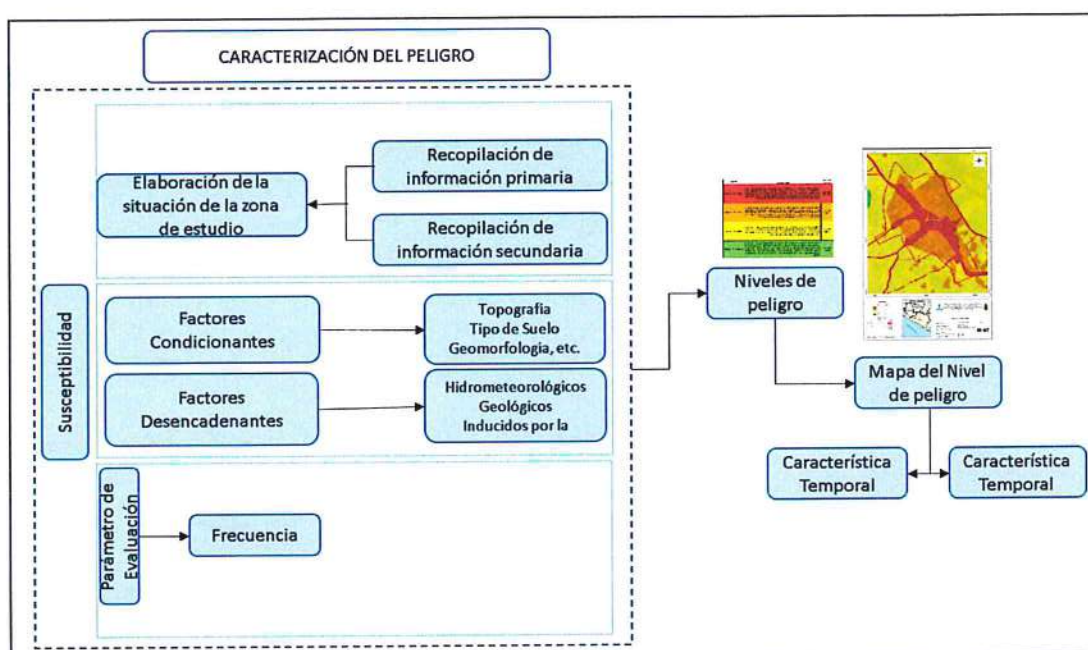 CARACTERIZACIÓN DEL PELIGRO
Elaboración de la
situación de la zona
de estudio
Recopilación de
información primaria
Recopilación de
información secundaria
Susceptibilidad
Factores
Condicionantes
Topografia
Tipo de Suelo
Geomorfologia, etc.
Factores
Desencadenantes
Hidrometeorológicos
Geológicos
Inducidos por la
Parámetro de
Evaluación
Frecuencia
Niveles de
peligro
Mapa del Nivel
de peligro
Característica
Temporal
Característica
Temporal